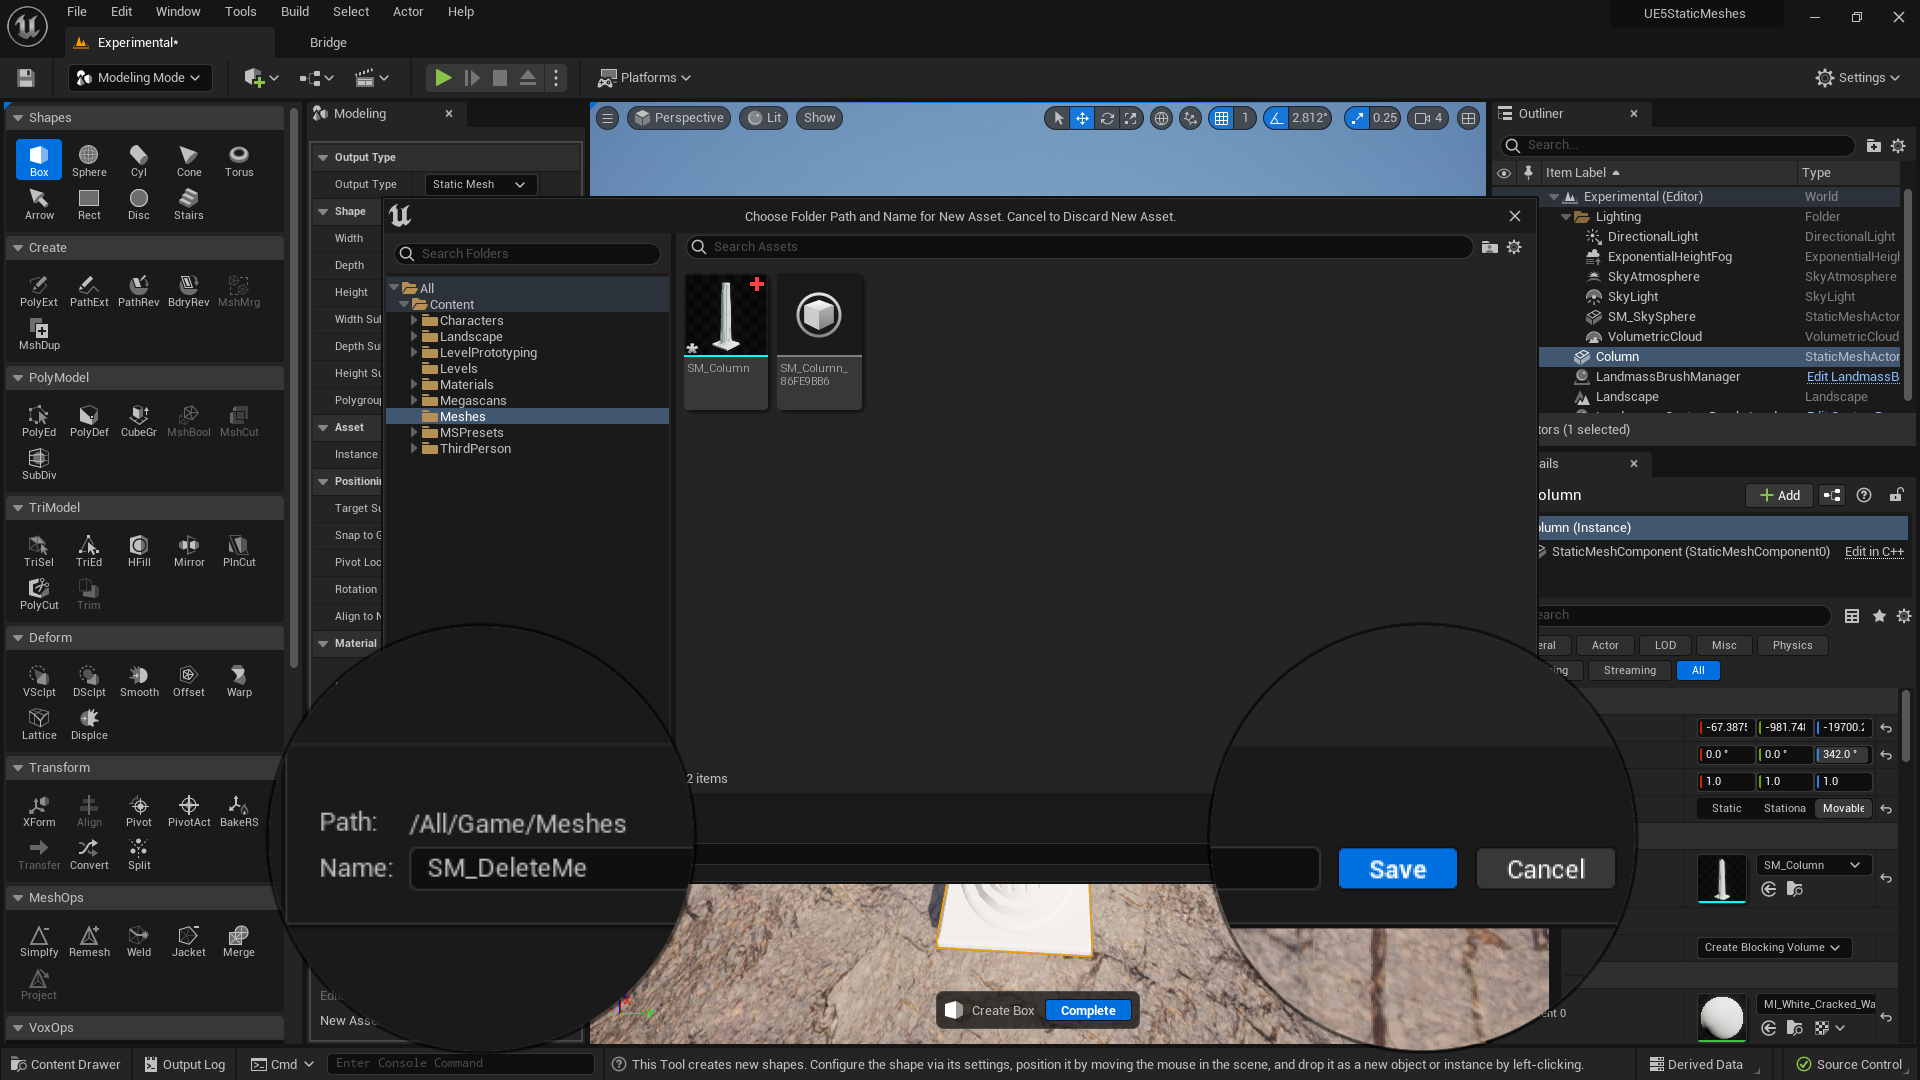 File Edit Window Tools Build Select Actor Help
UE5StaticMeshes
Experimental*
Bridge
Modeling Mode
Platforms
Settings
Shapes
Box Sphere Cyl Cone Torus
Arrow Rect Disc Stairs
Create
PolyExt PathExt PathRev BdryRev MshMrg
MshDup
PolyModel
PolyEd PolyDef CubeGr MshBool MshCut
SubDiv
TriModel
TriSel TriEd HFill Mirror PlnCut
PolyCut Trim
Deform
VSclpt DSclpt Smooth Offset Warp
Lattice Displce
Transform
XForm Align Pivot PivotAct BakeRS
Transfer Convert Split
MeshOps
Simplfy Remesh Weld Jacket Merge
Project
VoxOps
Modeling
Output Type
Output Type Static Mesh
Shape
Width
Depth
Height
Width Sul
Depth Su
Height Su
Polygrou
Asset
Instance
Positioni
Target Su
Snap to G
Pivot Loc
Rotation
Align to N
Material
New Asse
Perspective Lit Show
1 2.812° 0.25 4
Choose Folder Path and Name for New Asset. Cancel to Discard New Asset.
Search Folders
All
Content
Characters
Landscape
LevelPrototyping
Levels
Materials
Megascans
Meshes
MSPresets
ThirdPerson
Search Assets
SM_Column
SM_Column_
86FE9BB6
2 items
Path: /All/Game/Meshes
Name: SM_DeleteMe
Save Cancel
Create Box Complete
Outliner
Search...
Item Label Type
Experimental (Editor) World
Lighting Folder
DirectionalLight DirectionalLight
ExponentialHeightFog ExponentialHeigh
SkyAtmosphere SkyAtmosphere
SkyLight SkyLight
SM_SkySphere StaticMeshActor
VolumetricCloud VolumetricCloud
Column StaticMeshActor
LandmassBrushManager Edit LandmassB
Landscape Landscape
tors (1 selected)
ails
olumn
Add
olumn (Instance)
StaticMeshComponent (StaticMeshComponent0) Edit in C++
earch
eral Actor LOD Misc Physics
ing Streaming All
-67.3875 -981.748 -19700.2
0.0 ° 0.0 ° 342.0 °
1.0 1.0 1.0
Static Stationa Movable
SM_Column
Create Blocking Volume
MI_White_Cracked_Wa
ent 0
Content Drawer Output Log Cmd Enter Console Command
This Tool creates new shapes. Configure the shape via its settings, position it by moving the mouse in the scene, and drop it as a new object or instance by left-clicking.
Derived Data Source Control